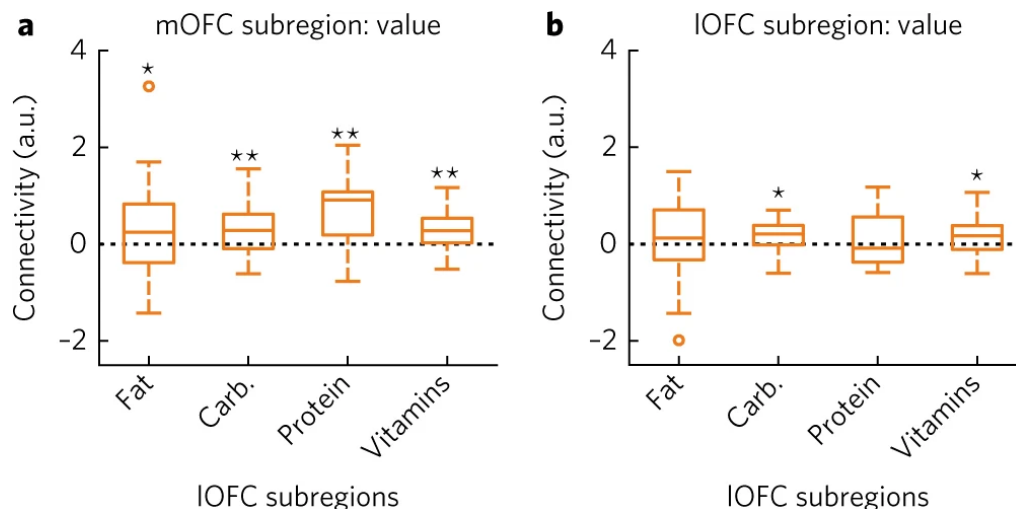 a mOFC subregion: value
4
2
0
−2
Connectivity (a.u.)
* ** ** **
Fat Carb. Protein Vitamins
lOFC subregions
b lOFC subregion: value
4
2
0
−2
Connectivity (a.u.)
* *
Fat Carb. Protein Vitamins
lOFC subregions